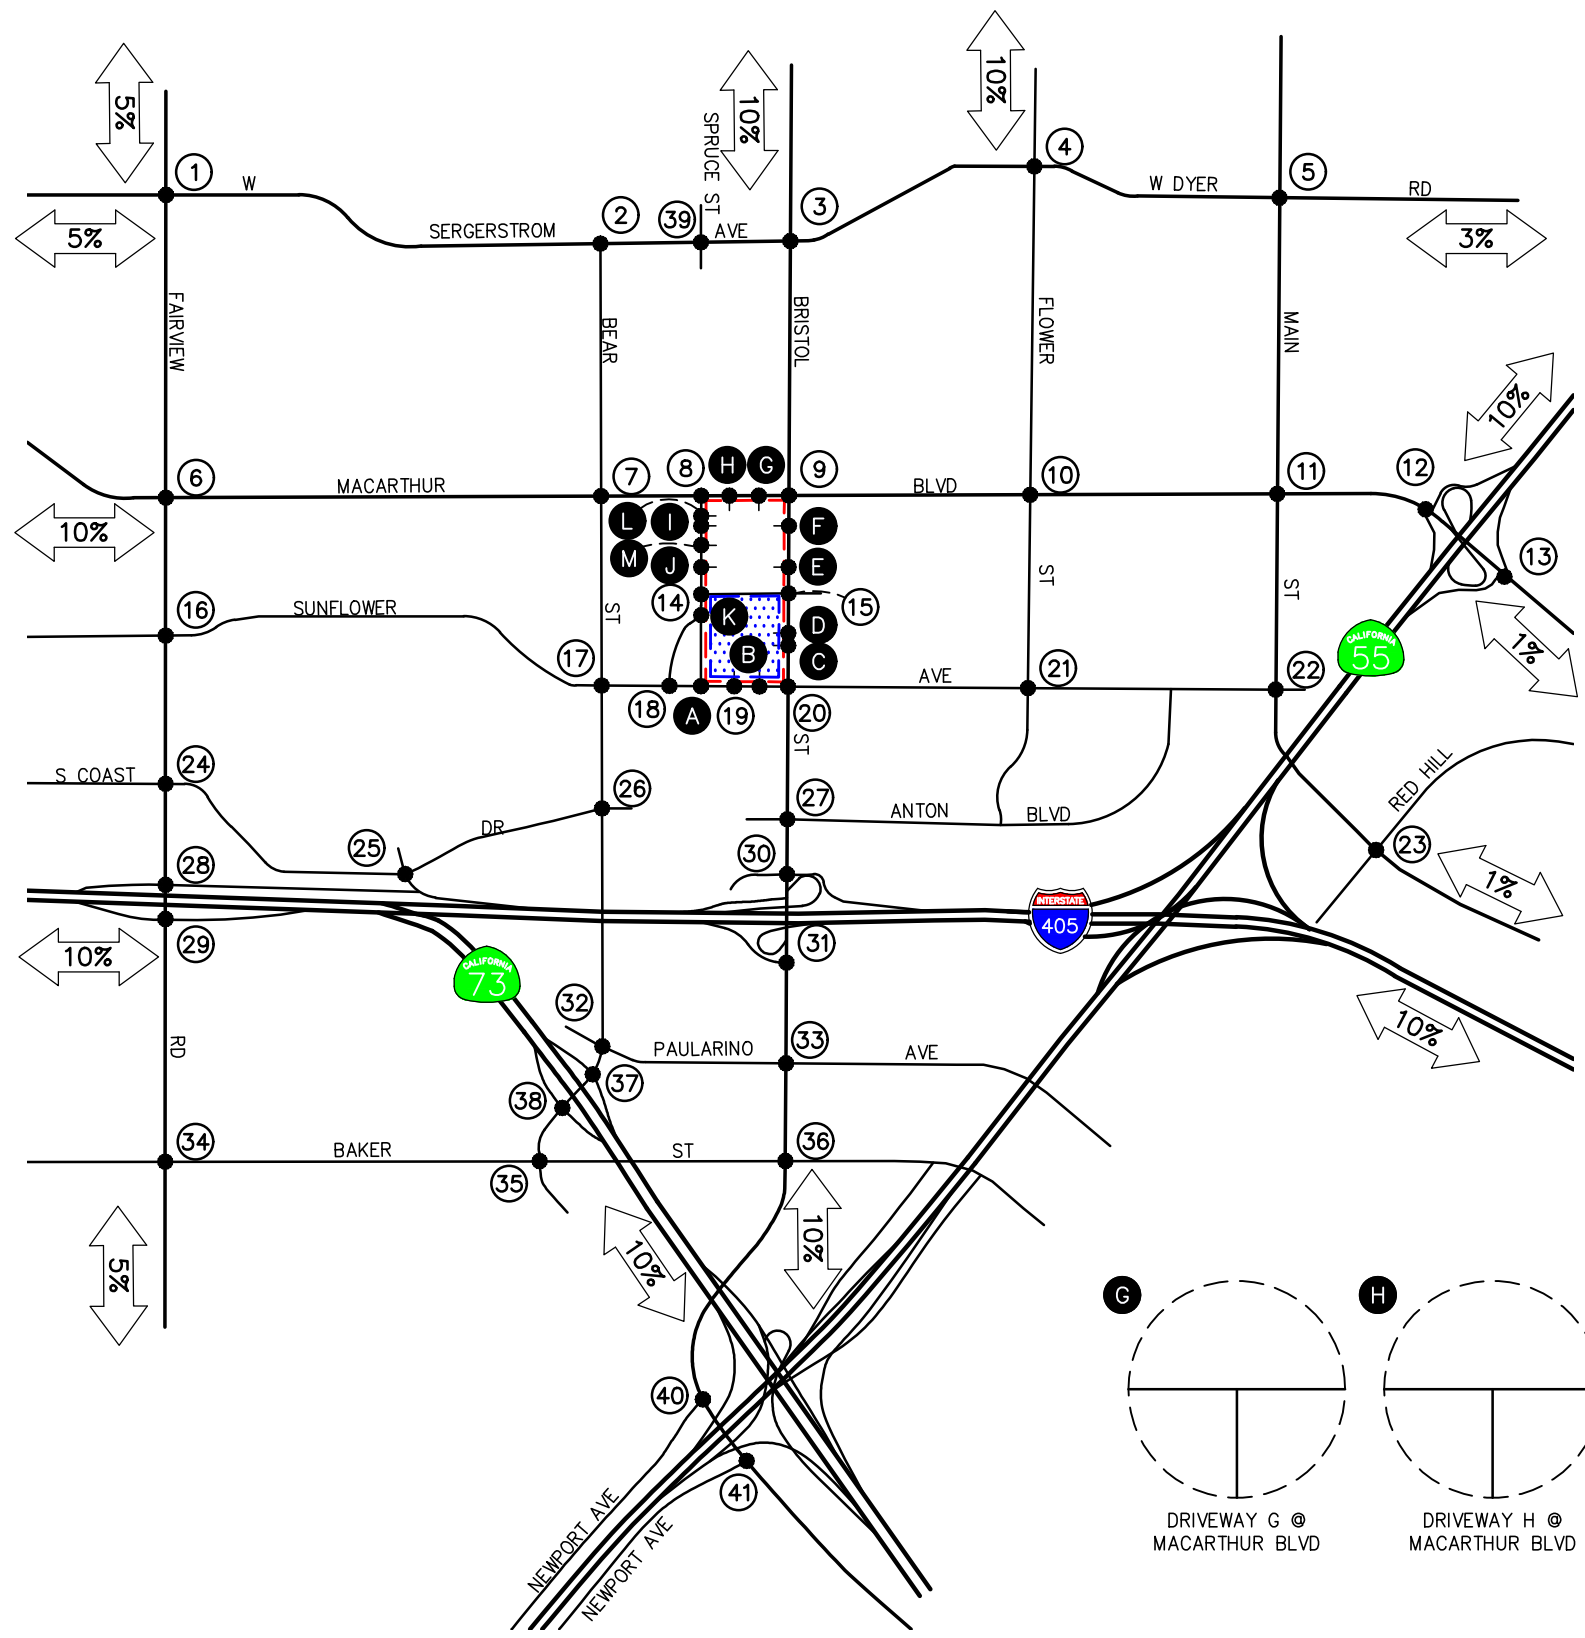 5%
10%
10%
SPRUCE ST
1
W
2
39
AVE
3
4
W DYER
5
RD
SERGERSTROM
5%
3%
FAIRVIEW
BEAR
BRISTOL
FLOWER
MAIN
10%
6
MACARTHUR
7
8
H
G
9
BLVD
10
11
12
10%
L
I
F
M
J
E
13
ST
ST
16
SUNFLOWER
ST
14
K
15
D
1%
17
B
C
CALIFORNIA
55
18
A
19
20
AVE
21
22
ST
24
S COAST
26
27
ANTON
BLVD
RED HILL
25
DR
23
28
30
1%
INTERSTATE
405
29
31
10%
CALIFORNIA
73
32
10%
RD
PAULARINO
33
AVE
37
38
34
BAKER
ST
36
35
5%
10%
10%
G
H
40
41
NEWPORT AVE
NEWPORT AVE
DRIVEWAY G @
MACARTHUR BLVD
DRIVEWAY H @
MACARTHUR BLVD